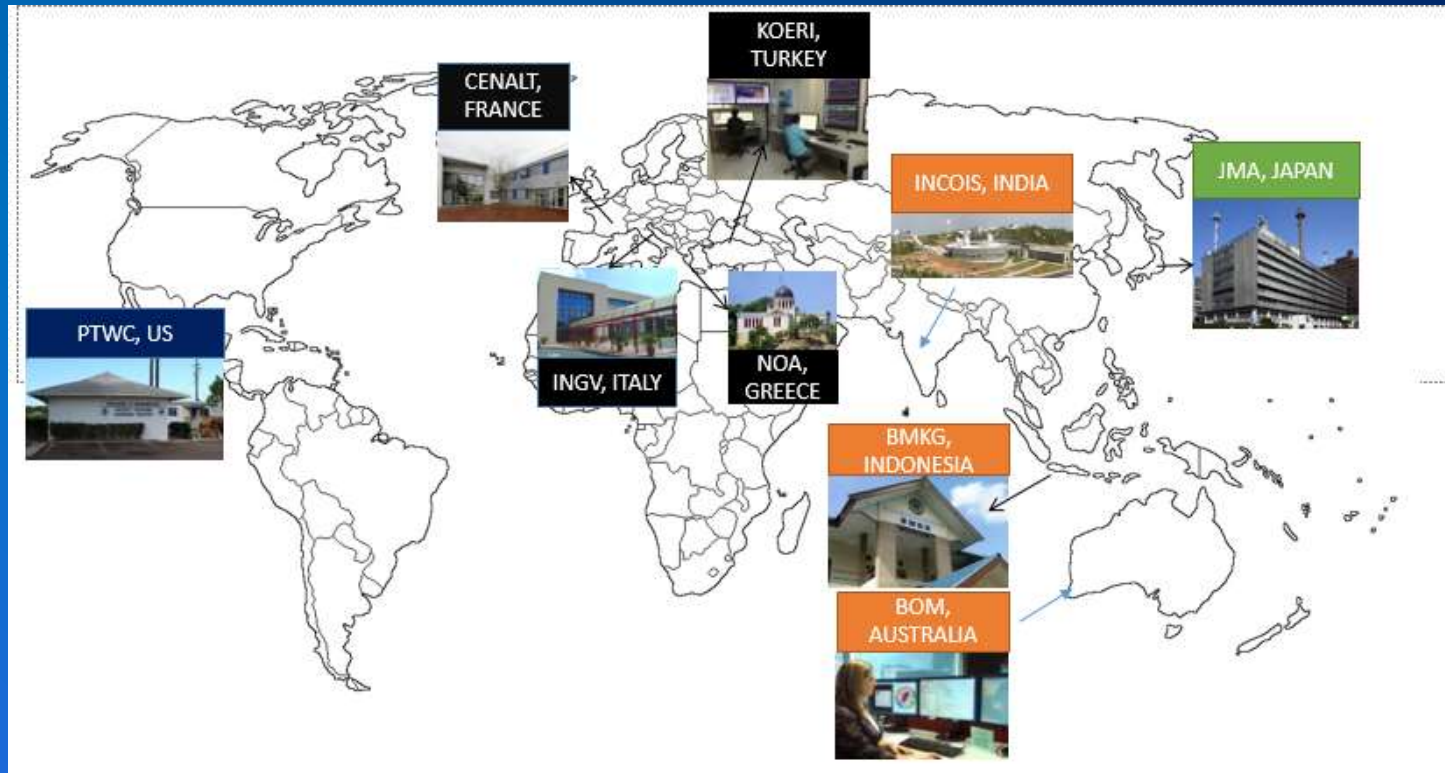 KOERI,
TURKEY
CENALT,
FRANCE
INCOIS, INDIA
JMA, JAPAN
PTWC, US
INGV, ITALY
NOA,
GREECE
BMKG,
INDONESIA
BOM,
AUSTRALIA